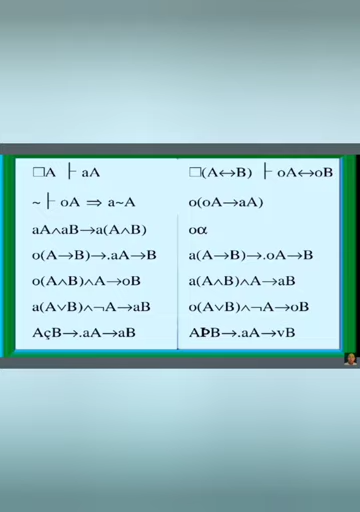 □A ├ aA
□(A↔B) ├ oA↔oB
~├ oA ⇒ a~A
o(oA→aA)
aA∧aB→a(A∧B)
oα
o(A→B)→.aA→B
a(A→B)→.oA→B
o(A∧B)∧A→oB
a(A∧B)∧A→aB
a(A∨B)∧¬A→aB
o(A∨B)∧¬A→oB
AçB→.aA→aB
AÞB→.aA→vB